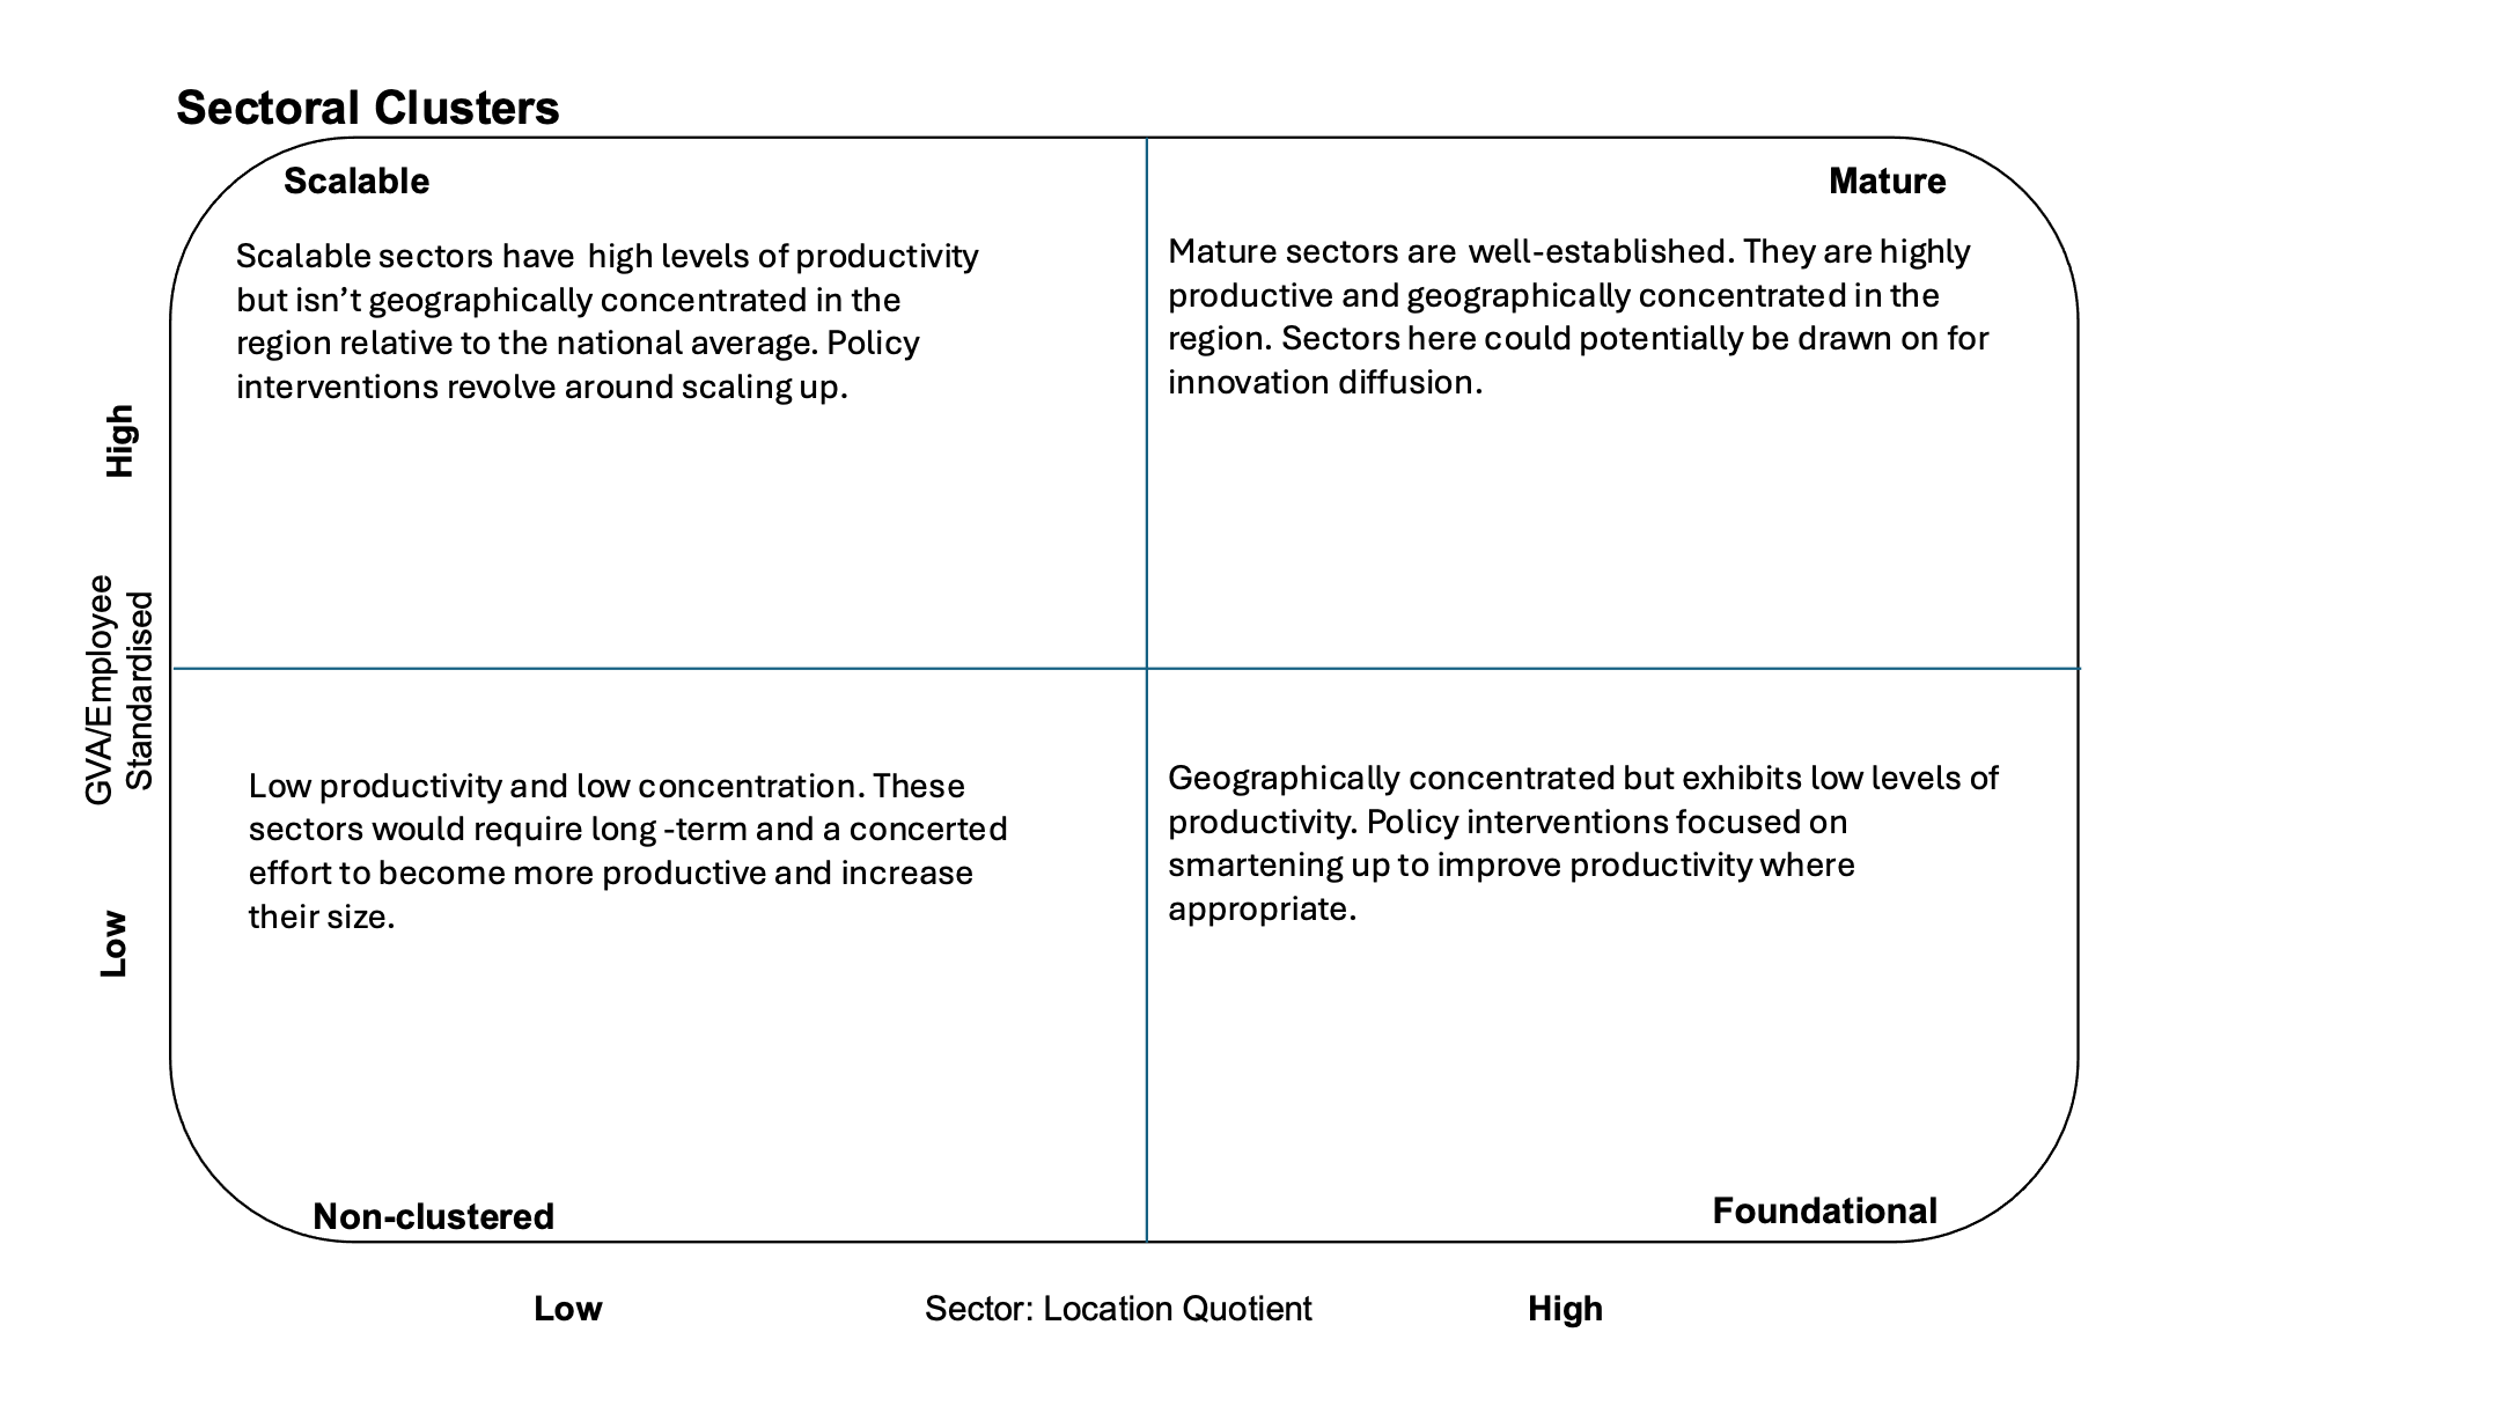 Sectoral Clusters
Scalable
Scalable sectors have high levels of productivity
but isn’t geographically concentrated in the
region relative to the national average. Policy
interventions revolve around scaling up.
Mature
Mature sectors are well-established. They are highly
productive and geographically concentrated in the
region. Sectors here could potentially be drawn on for
innovation diffusion.
High
GVA/Employee
Standardised
Low
Low productivity and low concentration. These
sectors would require long -term and a concerted
effort to become more productive and increase
their size.
Non-clustered
Geographically concentrated but exhibits low levels of
productivity. Policy interventions focused on
smartening up to improve productivity where
appropriate.
Foundational
Low
Sector: Location Quotient
High